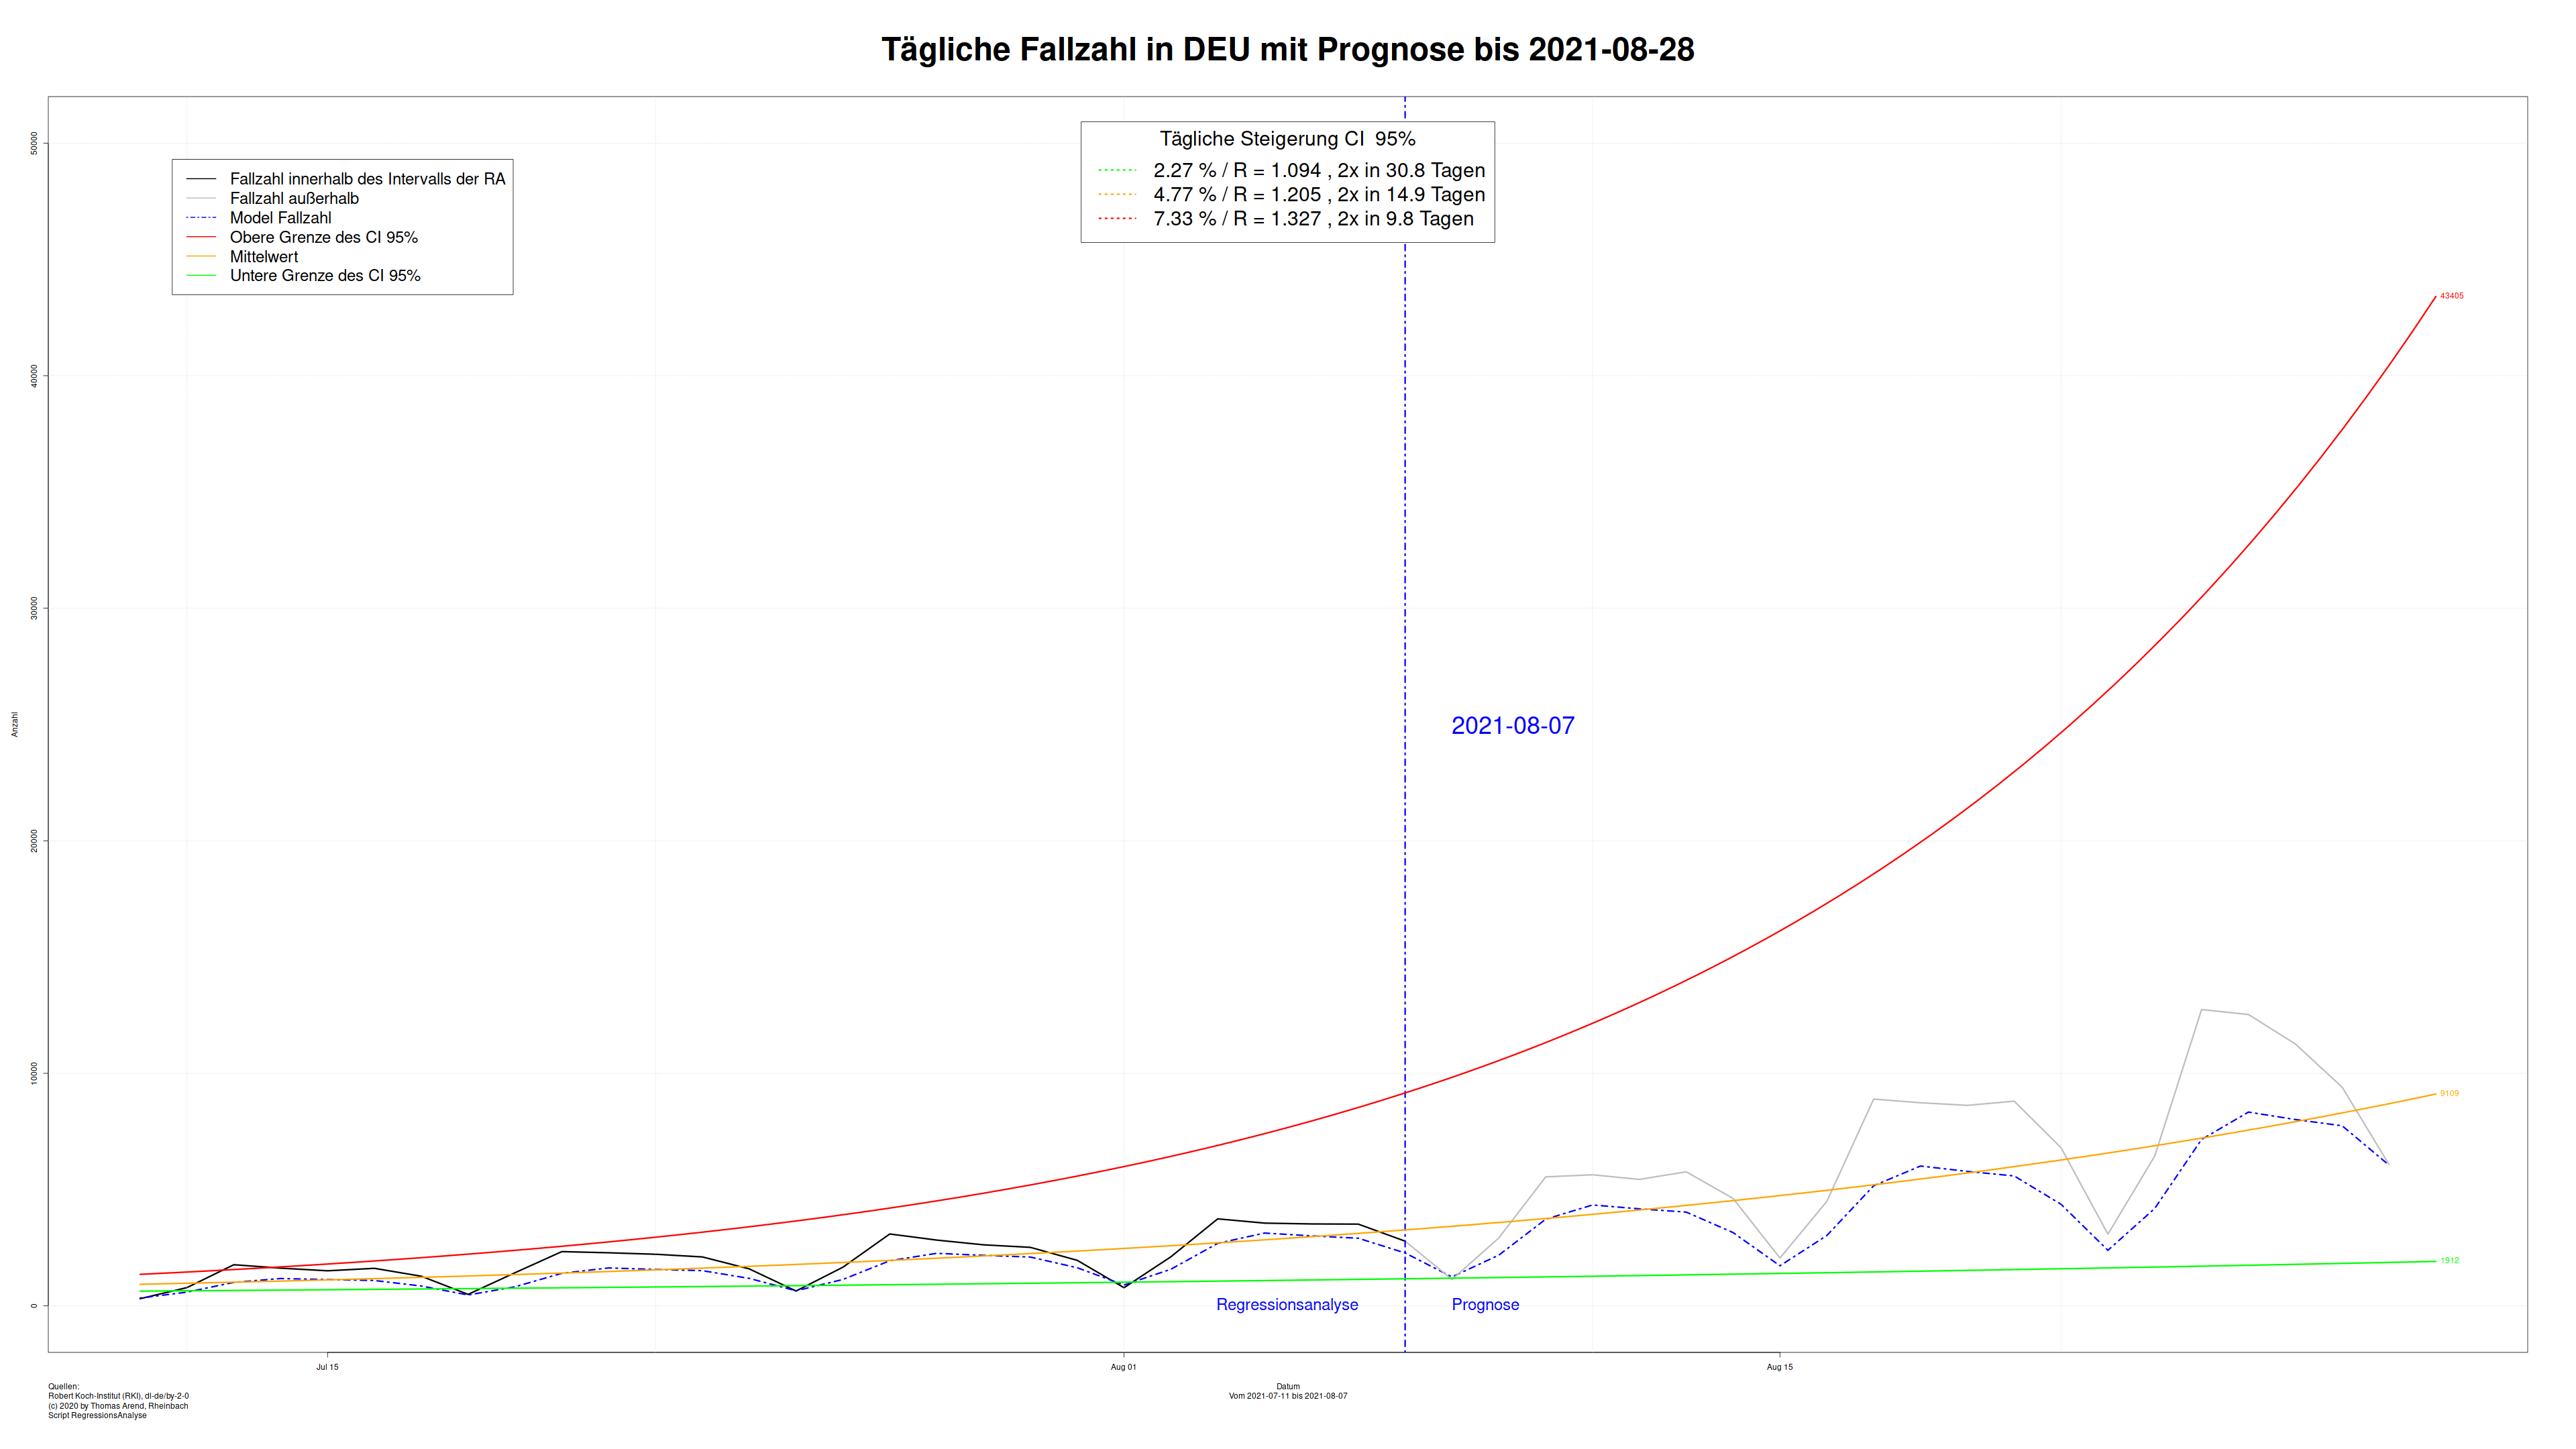 Tägliche Fallzahl in DEU mit Prognose bis 2021-08-28
Tägliche Steigerung CI  95%
2.27 % / R = 1.094 , 2x in 30.8 Tagen
4.77 % / R = 1.205 , 2x in 14.9 Tagen
7.33 % / R = 1.327 , 2x in 9.8 Tagen
Fallzahl innerhalb des Intervalls der RA
Fallzahl außerhalb
Model Fallzahl
Obere Grenze des CI 95%
Mittelwert
Untere Grenze des CI 95%
50000
40000
30000
20000
10000
0
Anzahl
43405
2021-08-07
9109
1912
Regressionsanalyse
Prognose
Jul 15
Aug 01
Aug 15
Datum
Vom 2021-07-11 bis 2021-08-07
Quellen:
Robert Koch-Institut (RKI), dl-de/by-2-0
(c) 2020 by Thomas Arend, Rheinbach
Script RegressionsAnalyse